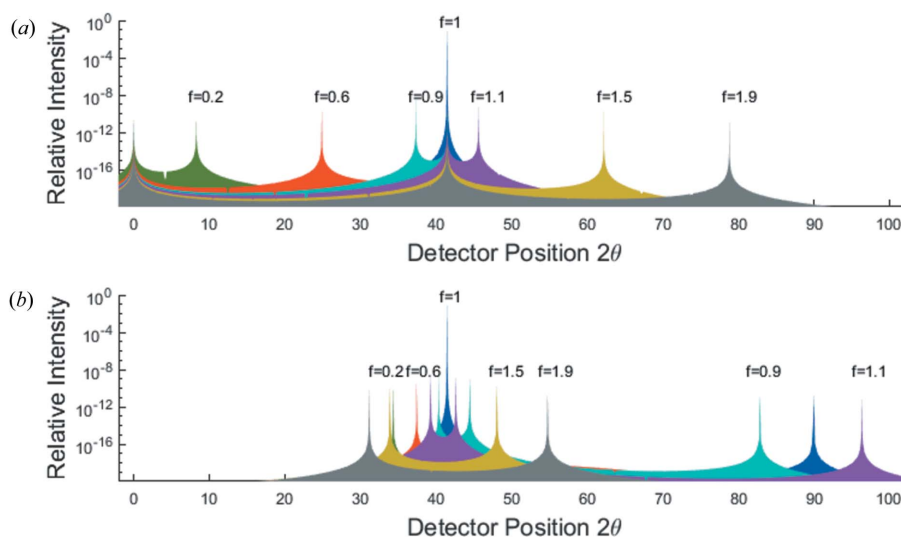 (a)
Relative Intensity
10^0
10^-4
10^-8
10^-12
10^-16
f=1
f=0.2 f=0.6 f=0.9 f=1.1 f=1.5 f=1.9
0 10 20 30 40 50 60 70 80 90 100
Detector Position 2θ
(b)
Relative Intensity
10^0
10^-4
10^-8
10^-12
10^-16
f=1
f=0.2 f=0.6 f=1.5 f=1.9 f=0.9 f=1.1
0 10 20 30 40 50 60 70 80 90 100
Detector Position 2θ